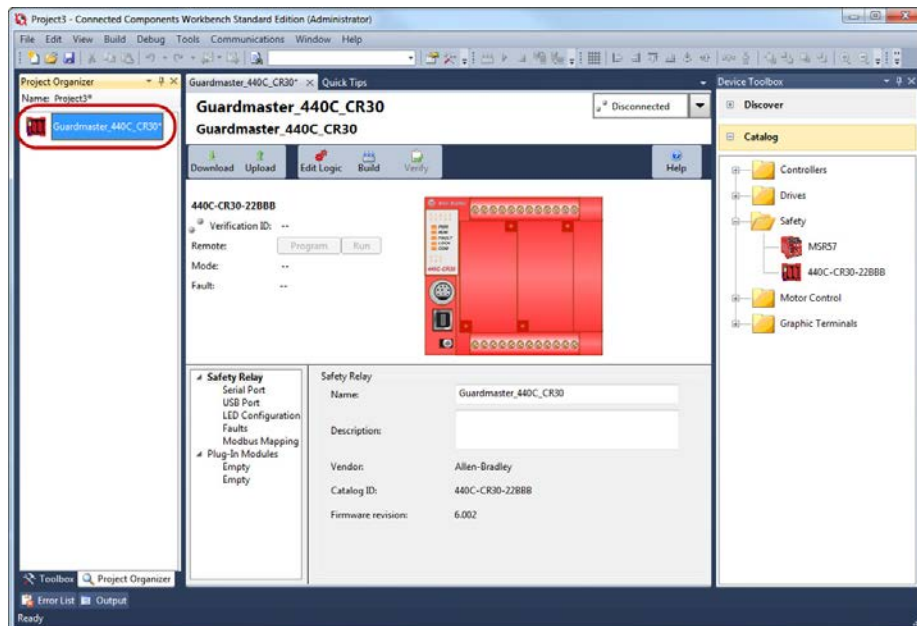 Project3 - Connected Components Workbench Standard Edition (Administrator)
File Edit View Build Debug Tools Communications Window Help
Project Organizer
Name: Project3*
Guardmaster_440C_CR30*
Guardmaster_440C_CR30* Quick Tips
Guardmaster_440C_CR30
Guardmaster_440C_CR30
Disconnected
Download Upload Edit Logic Build Verify Help
440C-CR30-22BBB
Verification ID: --
Remote: Program Run
Mode: --
Fault: --
Safety Relay
Serial Port
USB Port
LED Configuration
Faults
Modbus Mapping
Plug-In Modules
Empty
Empty
Safety Relay
Name: Guardmaster_440C_CR30
Description:
Vendor: Allen-Bradley
Catalog ID: 440C-CR30-22BBB
Firmware revision: 6.002
Device Toolbox
Discover
Catalog
Controllers
Drives
Safety
MSR57
440C-CR30-22BBB
Motor Control
Graphic Terminals
Toolbox Project Organizer
Error List Output
Ready